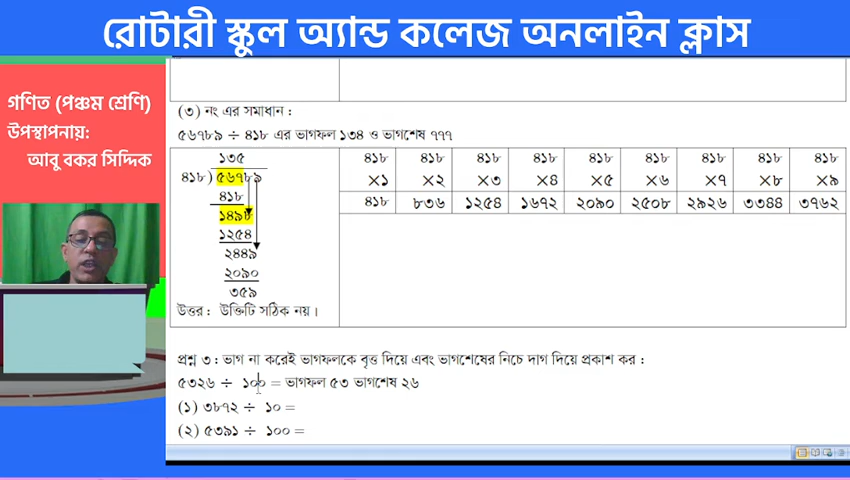 রোটারী স্কুল অ্যান্ড কলেজ অনলাইন ক্লাস
গণিত (পঞ্চম শ্রেণি)
উপস্থাপনায়:
আবু বকর সিদ্দিক
(৩) নং এর সমাধান :
৫৬৭৮৯ ÷ ৪১৮ এর ভাগফল ১৩৪ ও ভাগশেষ ৭৭৭
১৩৫
৪১৮ ) ৫৬৭৮৯
৪১৮
১৪৯৮
১২৫৪
২৪৪৯
২০৯০
৩৫৯
উত্তর : উক্তিটি সঠিক নয়।
৪১৮ ৪১৮ ৪১৮ ৪১৮ ৪১৮ ৪১৮ ৪১৮ ৪১৮ ৪১৮
×১ ×২ ×৩ ×৪ ×৫ ×৬ ×৭ ×৮ ×৯
৪১৮ ৮৩৬ ১২৫৪ ১৬৭২ ২০৯০ ২৫০৮ ২৯২৬ ৩৩৪৪ ৩৭৬২
প্রশ্ন ৩ : ভাগ না করেই ভাগফলকে বৃত্ত দিয়ে এবং ভাগশেষের নিচে দাগ দিয়ে প্রকাশ কর :
৫৩২৬ ÷ ১০০ = ভাগফল ৫৩ ভাগশেষ ২৬
(১) ৩৮৭২ ÷ ১০ =
(২) ৫৩৯১ ÷ ১০০ =